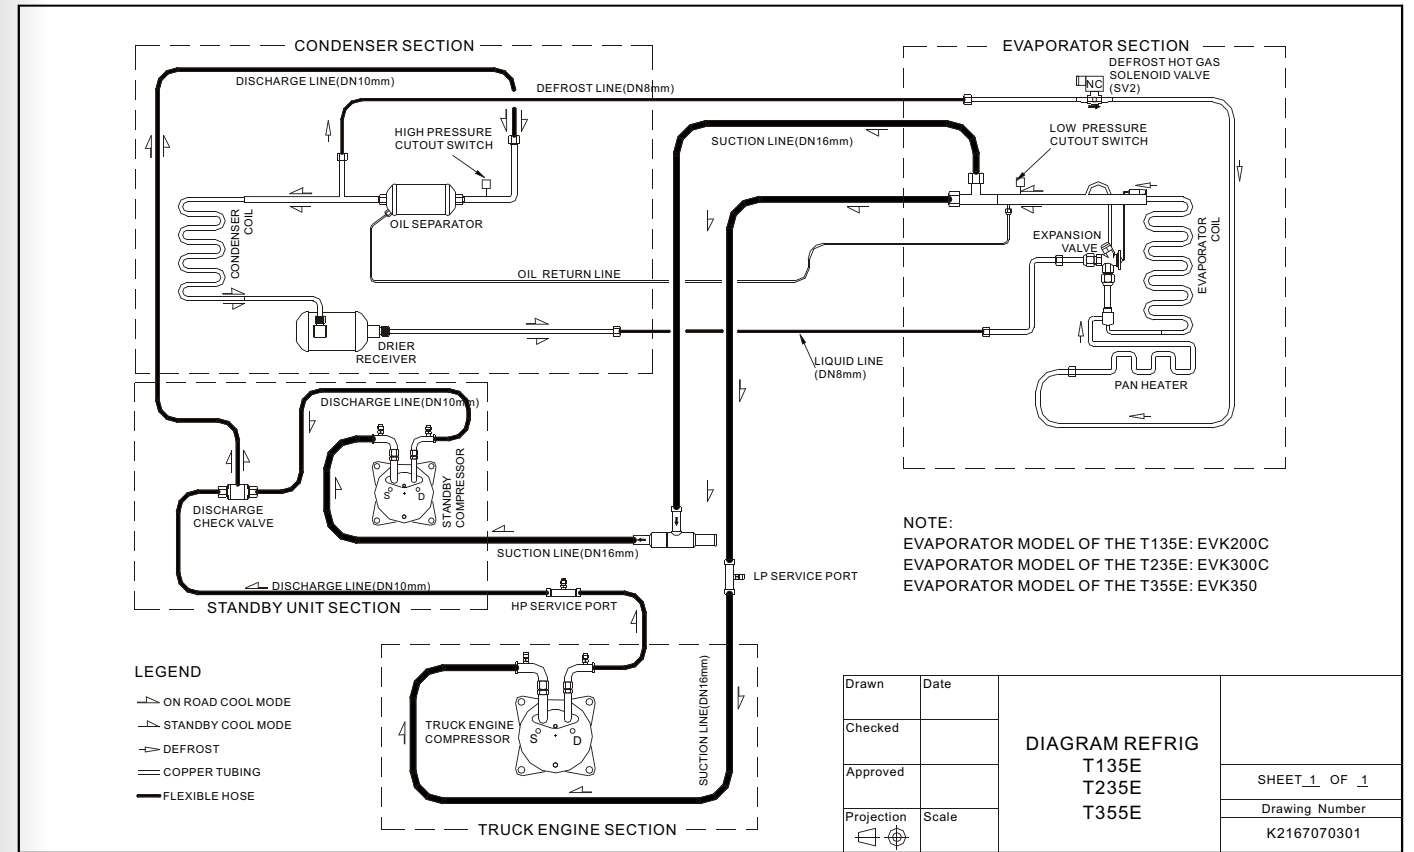 CONDENSER SECTION
DISCHARGE LINE(DN10mm)
DEFROST LINE(DN8mm)
HIGH PRESSURE
CUTOUT SWITCH
OIL SEPARATOR
CONDENSER
COIL
OIL RETURN LINE
DRIER
RECEIVER
SUCTION LINE(DN16mm)
EVAPORATOR SECTION
DEFROST HOT GAS
SOLENOID VALVE
(SV2)
NC
LOW PRESSURE
CUTOUT SWITCH
EXPANSION
VALVE
EVAPORATOR
COIL
LIQUID LINE
(DN8mm)
PAN HEATER
DISCHARGE LINE(DN10mm)
S
D
STANDBY
COMPRESSOR
DISCHARGE
CHECK VALVE
SUCTION LINE(DN16mm)
DISCHARGE LINE(DN10mm)
STANDBY UNIT SECTION
HP SERVICE PORT
LP SERVICE PORT
NOTE:
EVAPORATOR MODEL OF THE T135E: EVK200C
EVAPORATOR MODEL OF THE T235E: EVK300C
EVAPORATOR MODEL OF THE T355E: EVK350
LEGEND
ON ROAD COOL MODE
STANDBY COOL MODE
DEFROST
COPPER TUBING
FLEXIBLE HOSE
TRUCK ENGINE
COMPRESSOR
S
D
SUCTION LINE(DN16mm)
TRUCK ENGINE SECTION
Drawn
Date
Checked
Approved
Projection
Scale
DIAGRAM REFRIG
T135E
T235E
T355E
SHEET 1 OF 1
Drawing Number
K2167070301